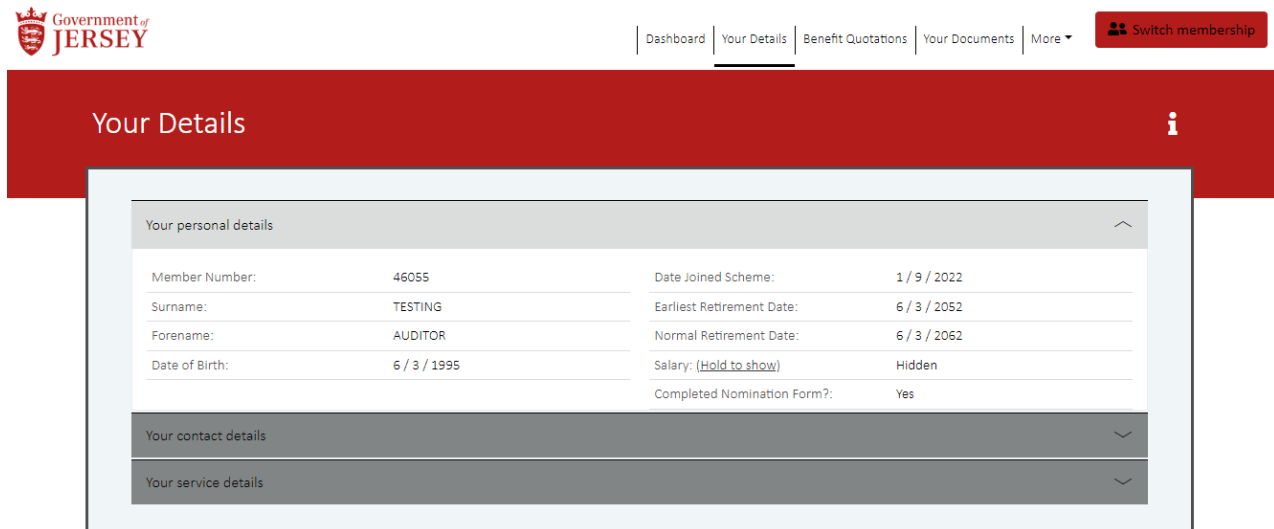 Government of
JERSEY
Dashboard
Your Details
Benefit Quotations
Your Documents
More
Switch membership
Your Details
Your personal details
Member Number: 46055
Surname: TESTING
Forename: AUDITOR
Date of Birth: 6 / 3 / 1995
Date Joined Scheme: 1 / 9 / 2022
Earliest Retirement Date: 6 / 3 / 2052
Normal Retirement Date: 6 / 3 / 2062
Salary: (Hold to show) Hidden
Completed Nomination Form?: Yes
Your contact details
Your service details